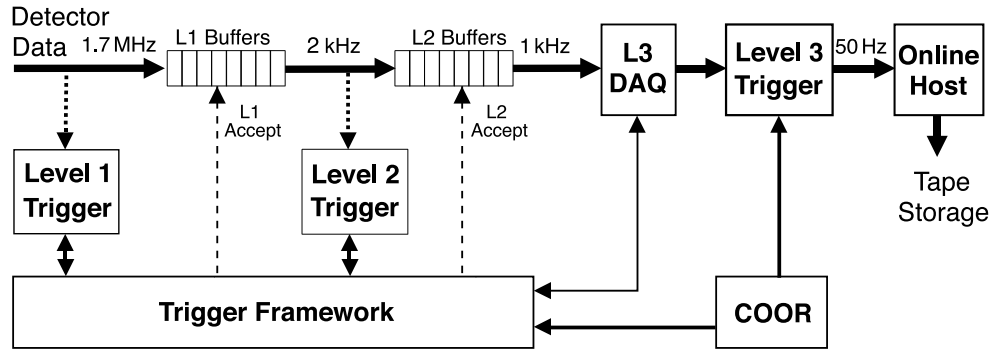 Detector
Data
1.7 MHz
L1 Buffers
2 kHz
L2 Buffers
1 kHz
L3
DAQ
Level 3
Trigger
50 Hz
Online
Host
L1
Accept
L2
Accept
Level 1
Trigger
Level 2
Trigger
Tape
Storage
Trigger Framework
COOR